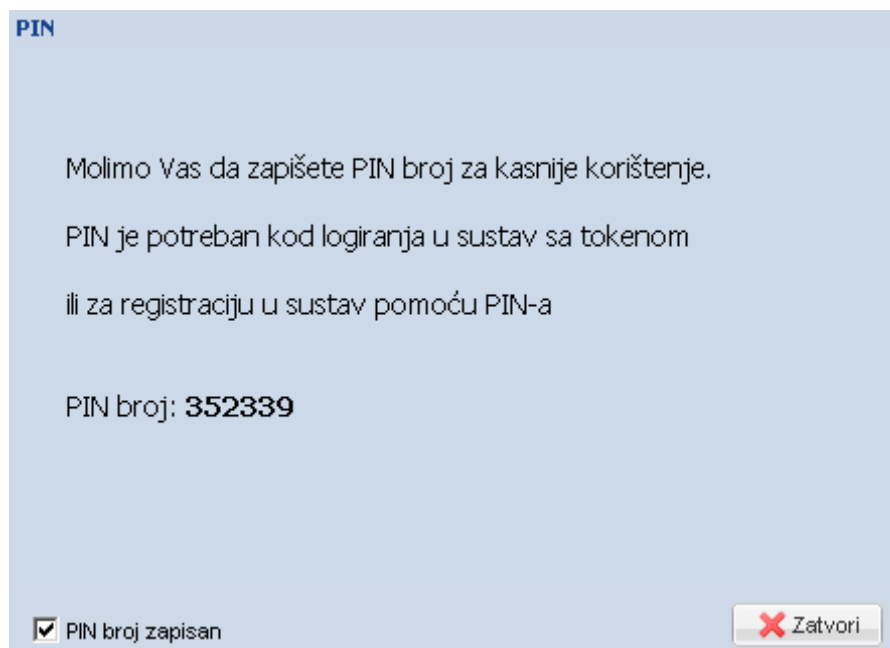 PIN
Molimo Vas da zapišete PIN broj za kasnije korištenje.
PIN je potreban kod logiranja u sustav sa tokenom
ili za registraciju u sustav pomoću PIN-a
PIN broj: 352339
PIN broj zapisan
Zatvori